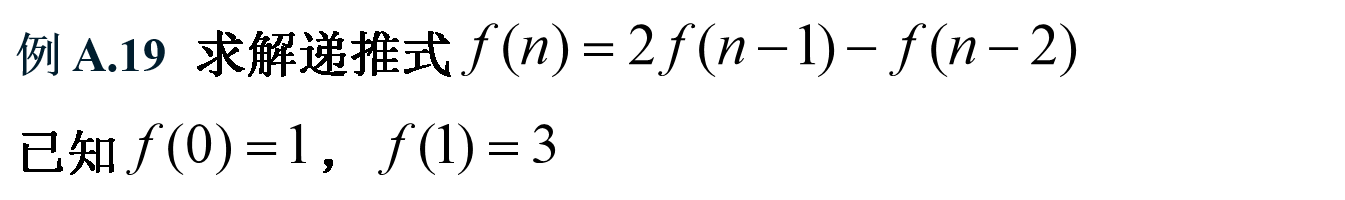 例 A.19 求解递推式 f(n) = 2f(n−1) − f(n−2)
已知 f(0) = 1， f(1) = 3